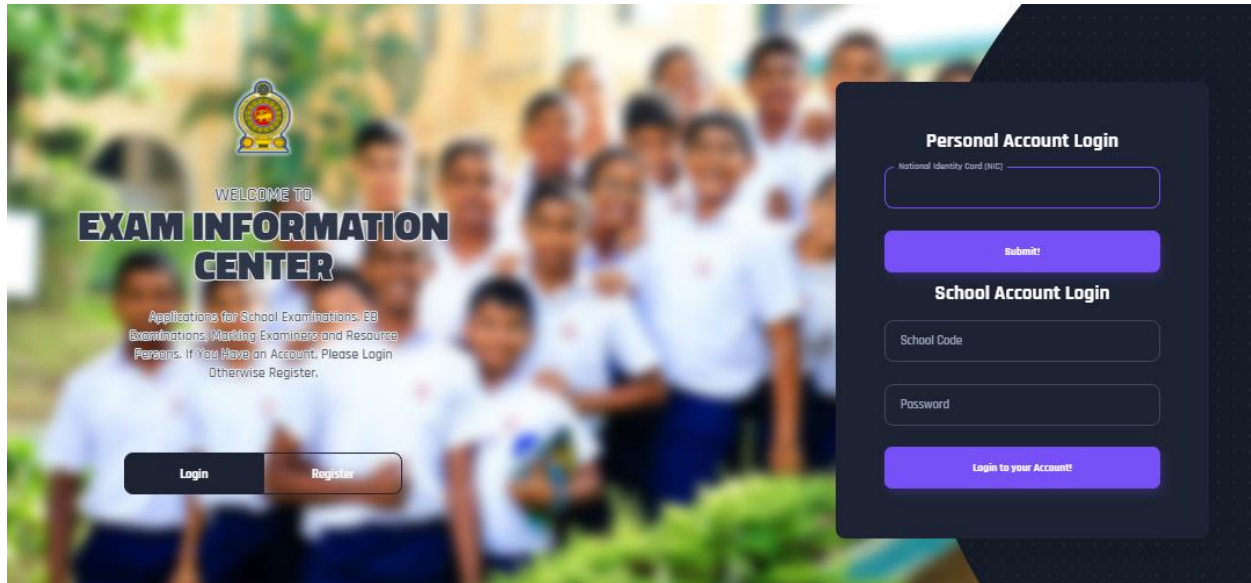 WELCOME TO
EXAM INFORMATION
CENTER
Applications for School Examinations. EB
Examinations, Marking Examiners and Resource
Persons. If You Have an Account. Please Login
Otherwise Register.
Login
Register
Personal Account Login
National Identity Card (NIC)
Submit!
School Account Login
School Code
Password
Login to your Account!